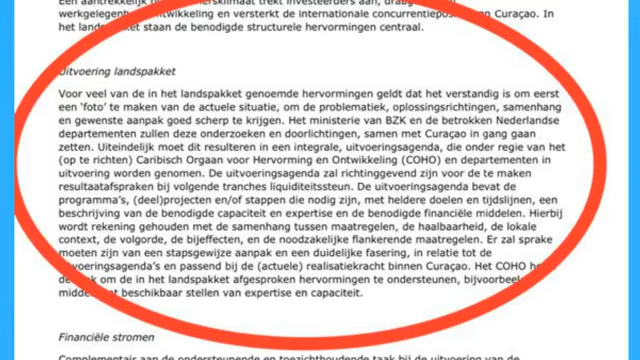 Een aantrekkelijk klimaat trekt investeerders aan,
werkgelegenheid ontwikkeling en versterkt de internationale Curaçao. In
het landspakket staan de benodigde structurele hervormingen centraal.
Uitvoering landspakket
Voor veel van de in het landspakket genoemde hervormingen geldt dat het verstandig is om eerst
een 'foto' te maken van de actuele situatie, om de problematiek, oplossingsrichtingen, samenhang
en gewenste aanpak goed scherp te krijgen. Het ministerie van BZK en de betrokken Nederlandse
departementen zullen deze onderzoeken en doorlichtingen, samen met Curaçao in gang gaan
zetten. Uiteindelijk moet dit resulteren in een integrale, uitvoeringsagenda, die onder regie van het
(op te richten) Caribisch Orgaan voor Hervorming en Ontwikkeling (COHO) en departementen in
uitvoering worden genomen. De uitvoeringsagenda zal richtinggevend zijn voor de te maken
resultaatafspraken bij volgende tranches liquiditeitssteun. De uitvoeringsagenda bevat de
programma's, (deel)projecten en/of stappen die nodig zijn, met heldere doelen en tijdslijnen, een
beschrijving van de benodigde capaciteit en expertise en de benodigde financiële middelen. Hierbij
wordt rekening gehouden met de samenhang tussen maatregelen, de haalbaarheid, de lokale
context, de volgorde, de bijeffecten, en de noodzakelijke flankerende maatregelen. Er zal sprake
moeten zijn van een stapsgewijze aanpak en een duidelijke fasering, in relatie tot de
uitvoeringsagenda's en passend bij de (actuele) realisatiekracht binnen Curaçao. Het COHO
om de in het landspakket afgesproken hervormingen te ondersteunen, bijvoorbeeld
beschikbaar stellen van expertise en capaciteit.
Financiële stromen
Complementair aan de ondersteunende en toezichthoudende taak bij de uitvoering van de